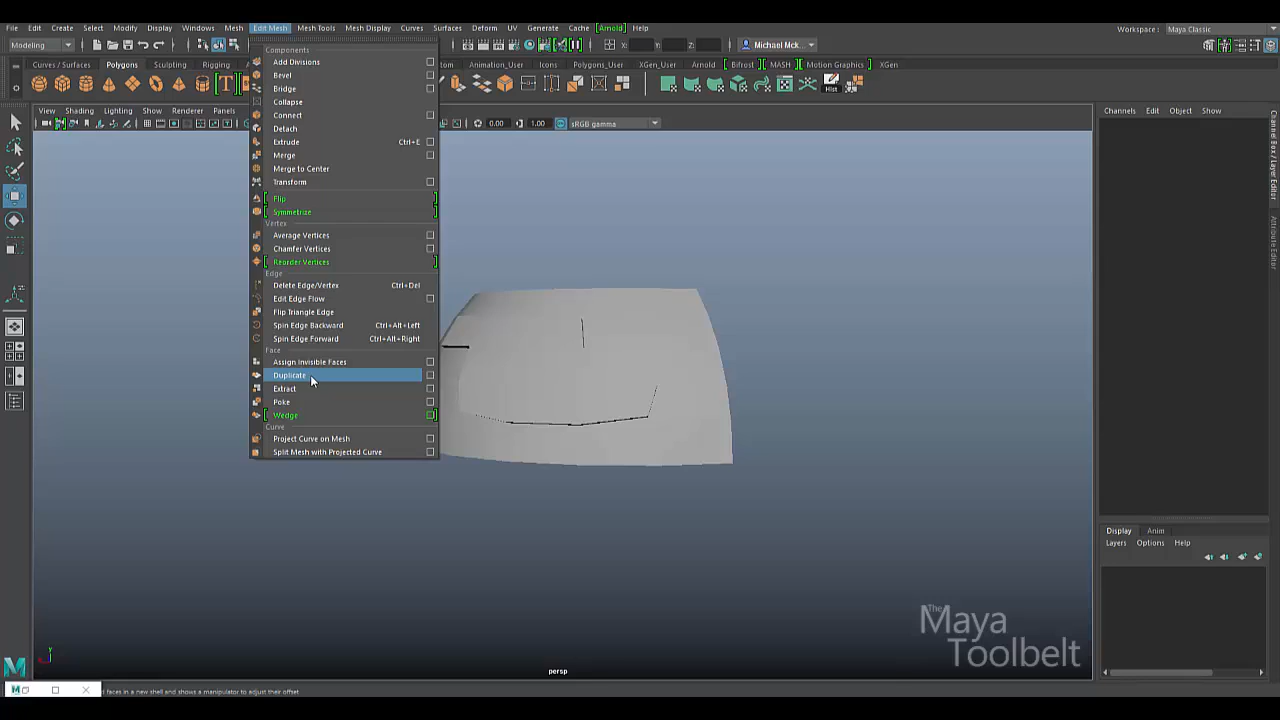 File Edit Create Select Modify Display Windows Mesh Edit Mesh Mesh Tools Mesh Display Curves Surfaces Deform UV Generate Cache [Arnold] Help
Workspace : Maya Classic
Modeling
X: Y: Z:
Michael Mck...
Curves / Surfaces Polygons Sculpting Rigging
Animation_User Icons Polygons_User XGen_User Arnold Bifrost MASH Motion Graphics XGen
Hist
View Shading Lighting Show Renderer Panels
0.00 1.00 sRGB gamma
Components
Add Divisions
Bevel
Bridge
Collapse
Connect
Detach
Extrude Ctrl+E
Merge
Merge to Center
Transform
Flip
Symmetrize
Vertex
Average Vertices
Chamfer Vertices
Reorder Vertices
Edge
Delete Edge/Vertex Ctrl+Del
Edit Edge Flow
Flip Triangle Edge
Spin Edge Backward Ctrl+Alt+Left
Spin Edge Forward Ctrl+Alt+Right
Face
Assign Invisible Faces
Duplicate
Extract
Poke
Wedge
Curve
Project Curve on Mesh
Split Mesh with Projected Curve
Channels Edit Object Show
Channel Box / Layer Editor
Attribute Editor
Display Anim
Layers Options Help
persp
y
The Maya
Toolbelt
faces in a new shell and shows a manipulator to adjust their offset.